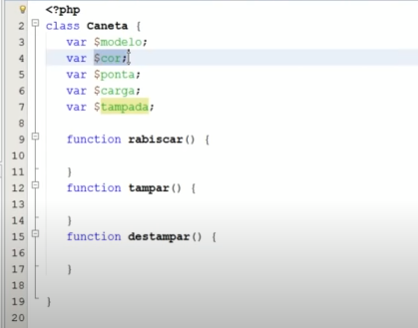 <?php
2 class Caneta {
3 var $modelo;
4 var $cor;
5 var $ponta;
6 var $carga;
7 var $tampada;
8
9 function rabiscar() {
10
11 }
12 function tampar() {
13
14 }
15 function destampar() {
16
17 }
18
19 }
20